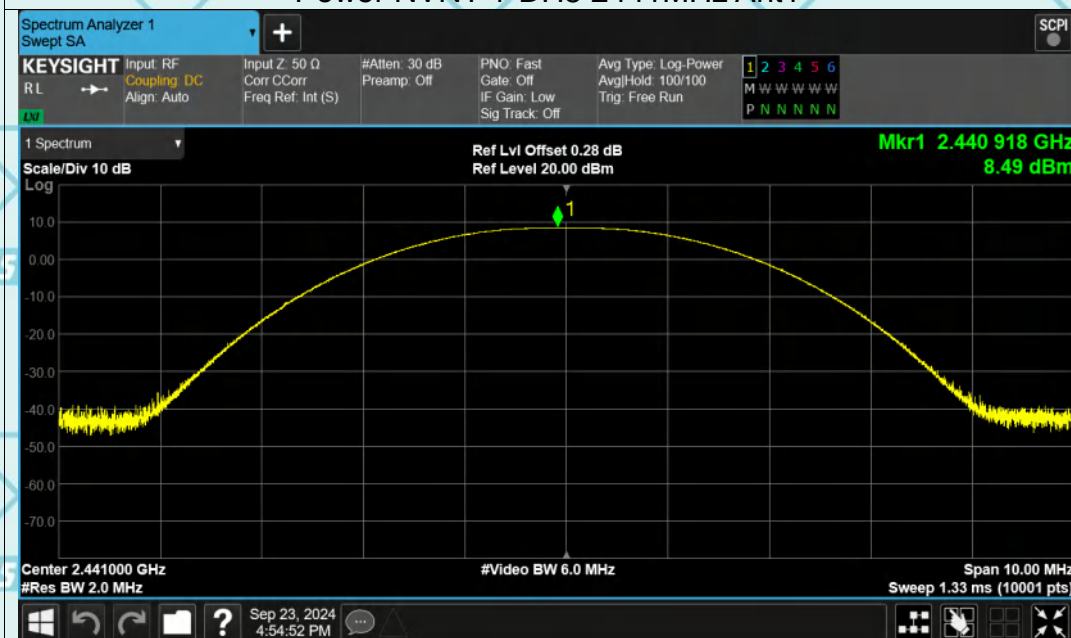 Spectrum Analyzer 1
Swept SA
+
SCPI
KEYSIGHT
RL
LXI
Input: RF
Coupling: DC
Align: Auto
Input Z: 50 Ω
Corr CCorr
Freq Ref: Int (S)
#Atten: 30 dB
Preamp: Off
PNO: Fast
Gate: Off
IF Gain: Low
Sig Track: Off
Avg Type: Log-Power
Avg|Hold: 100/100
Trig: Free Run
1 2 3 4 5 6
M W W W W W W
P N N N N N N
1 Spectrum
Scale/Div 10 dB
Log
Ref Lvl Offset 0.28 dB
Ref Level 20.00 dBm
Mkr1 2.440 918 GHz
8.49 dBm
1
10.0
0.00
-10.0
-20.0
-30.0
-40.0
-50.0
-60.0
-70.0
Center 2.441000 GHz
#Res BW 2.0 MHz
#Video BW 6.0 MHz
Span 10.00 MHz
Sweep 1.33 ms (10001 pts)
?
Sep 23, 2024
4:54:52 PM